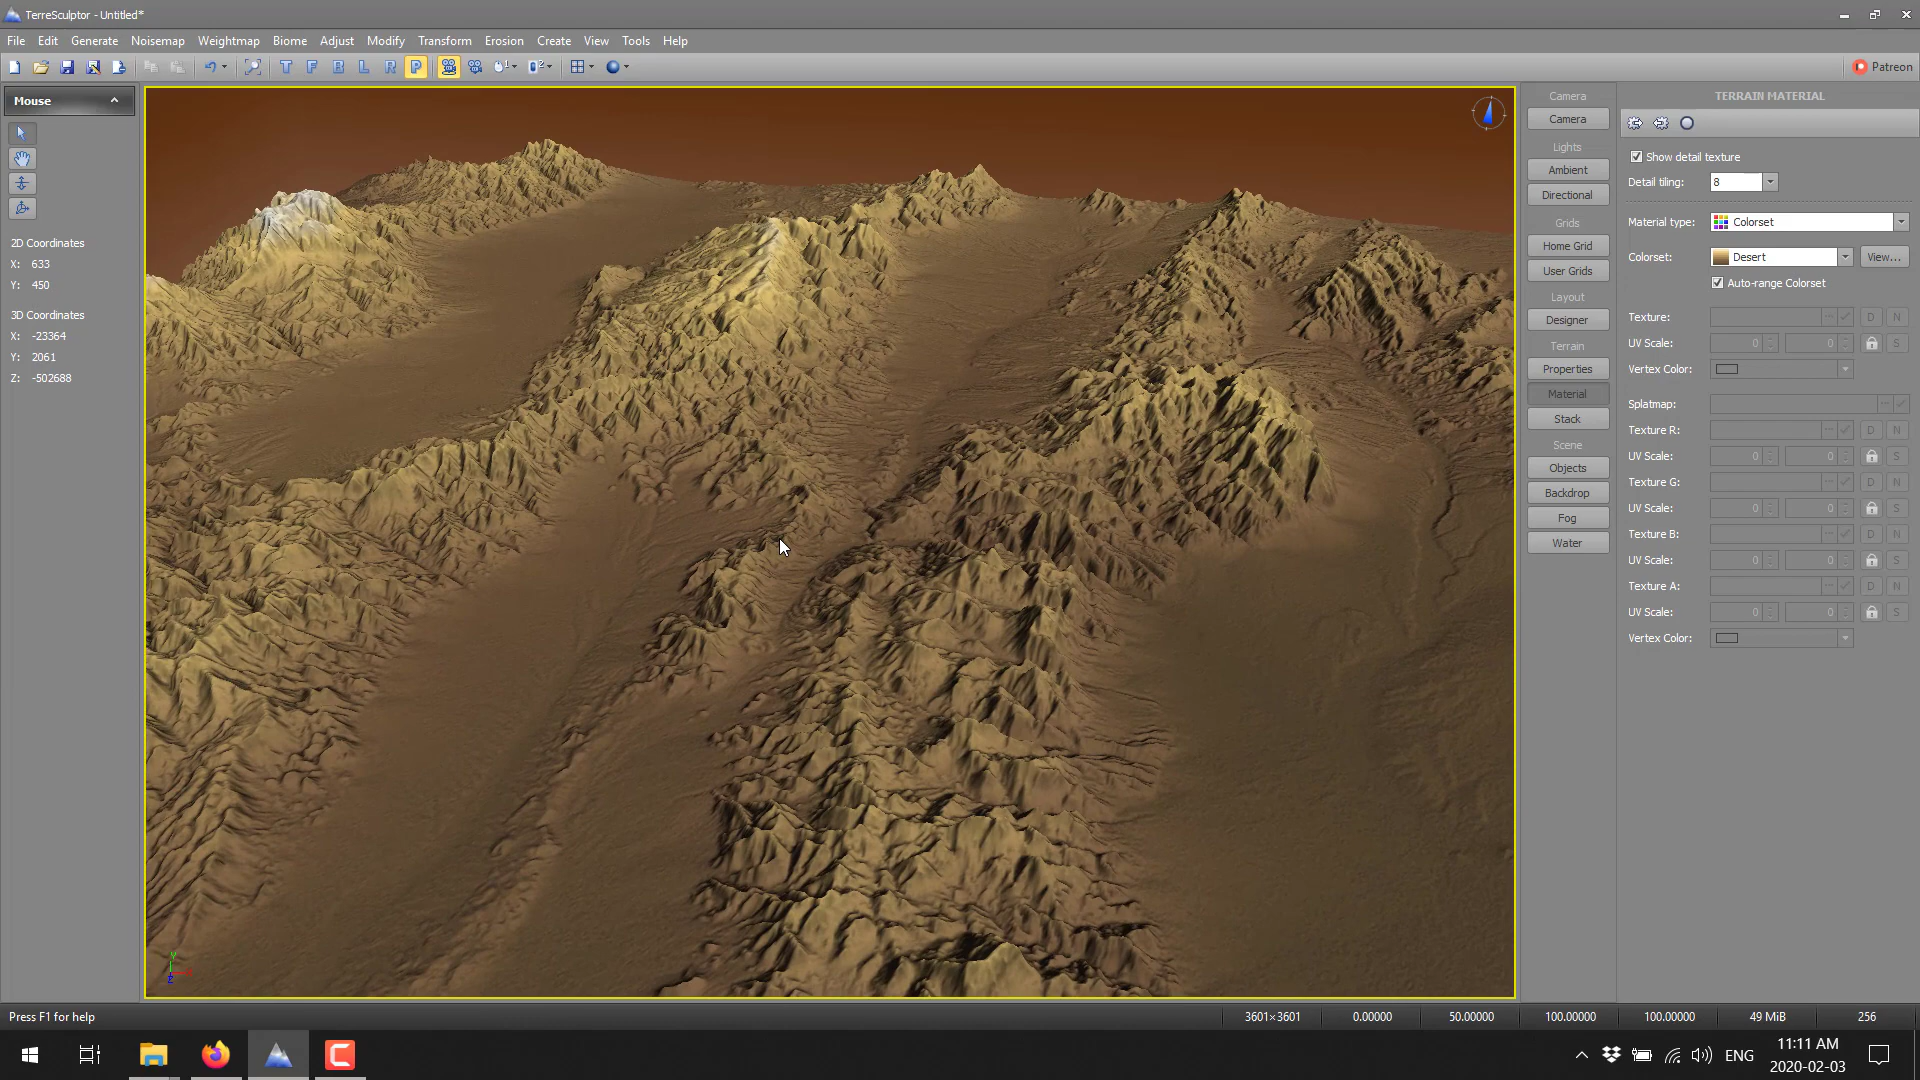 TerreSculptor - Untitled*
File Edit Generate Noisemap Weightmap Biome Adjust Modify Transform Erosion Create View Tools Help
T F B L R P 1 2 Patreon
Mouse
2D Coordinates
X: 633
Y: 450
3D Coordinates
X: -23364
Y: 2061
Z: -502688
Y
Z
Camera
Camera
Lights
Ambient
Directional
Grids
Home Grid
User Grids
Layout
Designer
Terrain
Properties
Material
Stack
Scene
Objects
Backdrop
Fog
Water
TERRAIN MATERIAL
Show detail texture
Detail tiling: 8
Material type: Colorset
Colorset: Desert View...
Auto-range Colorset
Texture: ... D N
UV Scale: 0 0 S
Vertex Color:
Splatmap: ...
Texture R: ... D N
UV Scale: 0 0 S
Texture G: ... D N
UV Scale: 0 0 S
Texture B: ... D N
UV Scale: 0 0 S
Texture A: ... D N
UV Scale: 0 0 S
Vertex Color:
Press F1 for help 3601×3601 0.00000 50.00000 100.00000 100.00000 49 MiB 256
ENG 11:11 AM
2020-02-03